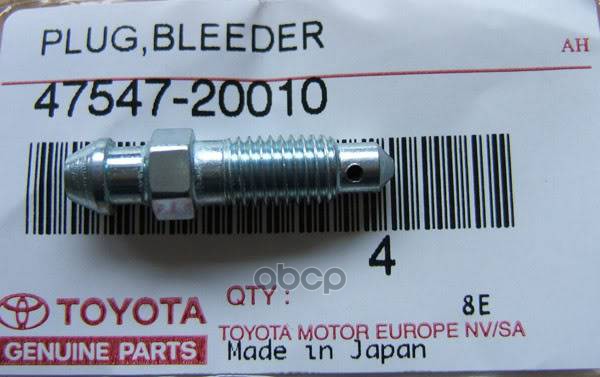 PLUG,BLEEDER
AH
47547-20010
4
abcp
QTY :
8E
TOYOTA
TOYOTA MOTOR EUROPE NV/SA
GENUINE PARTS
Made in Japan